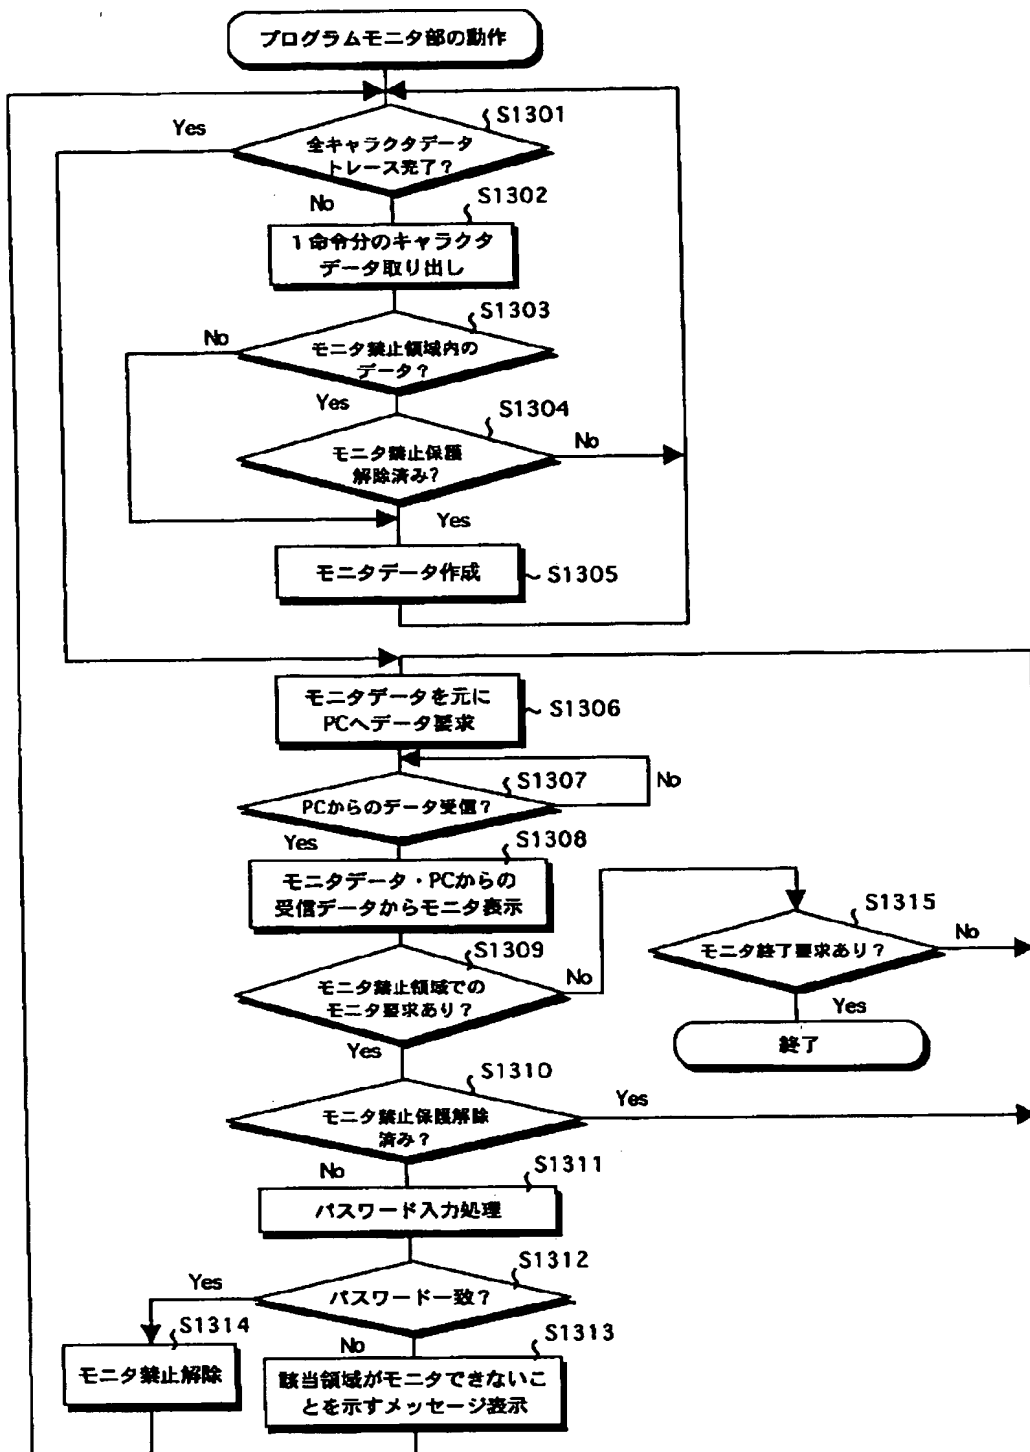 プログラムモニタ部の動作
S1301
Yes
全キャラクタデータ
トレース完了？
No
S1302
１命令分のキャラクタ
データ取り出し
S1303
No
モニタ禁止領域内の
データ？
Yes
S1304
No
モニタ禁止保護
解除済み？
Yes
モニタデータ作成
S1305
モニタデータを元に
PCへデータ要求
S1306
S1307
No
PCからのデータ受信？
Yes
S1308
モニタデータ・PCからの
受信データからモニタ表示
S1315
モニタ終了要求あり？
No
Yes
終了
S1309
No
モニタ禁止領域での
モニタ要求あり？
Yes
S1310
Yes
モニタ禁止保護解除
済み？
No
S1311
パスワード入力処理
S1312
Yes
パスワード一致？
S1314
No
S1313
モニタ禁止解除
該当領域がモニタできないこ
とを示すメッセージ表示